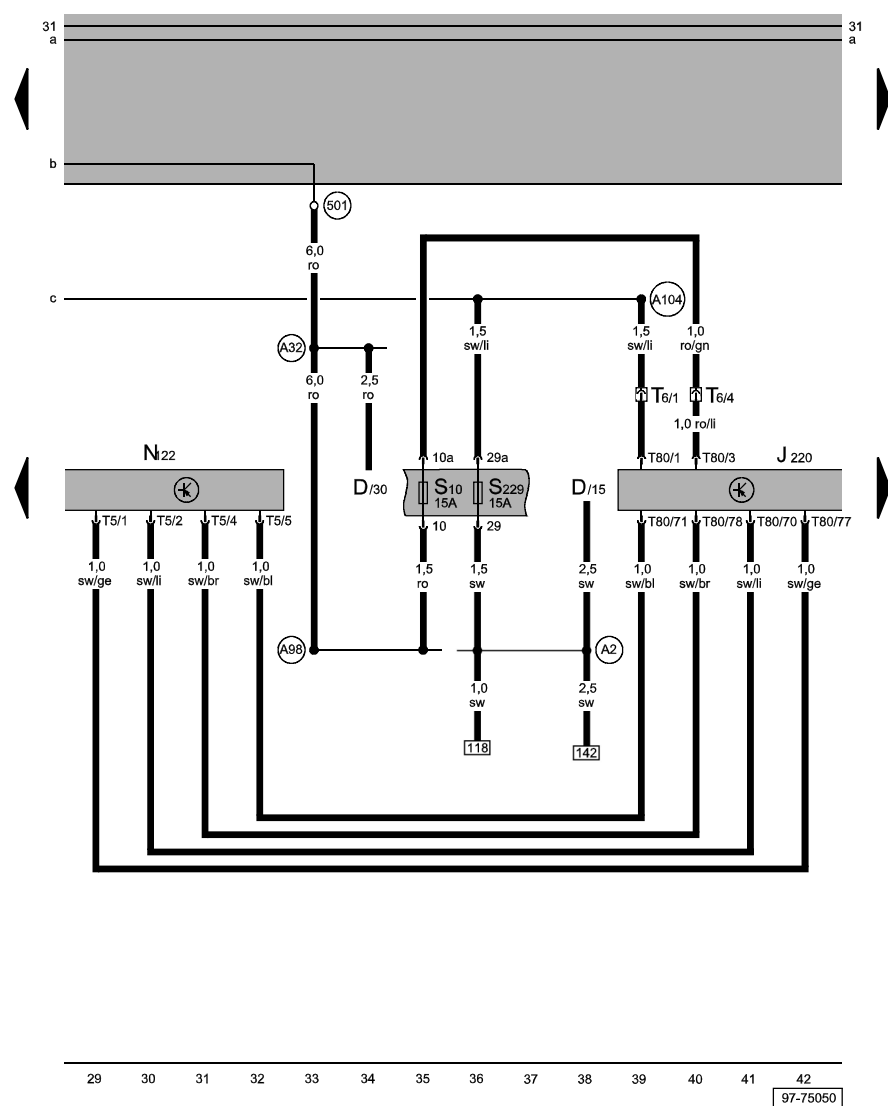 31 31
a a
b
501
6,0
ro
c A104
1,5 1,5 1,0
sw/li sw/li ro/gn
A32
6,0 2,5
ro ro
T6/1 T6/4
1,0 ro/li
N122 10a 29a T80/1 T80/3 J 220
D/30 S10 S229 D/15
15A 15A
T5/1 T5/2 T5/4 T5/5 10 29 T80/71 T80/78 T80/70 T80/77
1,0 1,0 1,0 1,0 1,5 1,5 2,5 1,0 1,0 1,0 1,0
sw/ge sw/li sw/br sw/bl ro sw sw sw/bl sw/br sw/li sw/ge
A98 A2
1,0 2,5
sw sw
118 142
29 30 31 32 33 34 35 36 37 38 39 40 41 42
97-75050